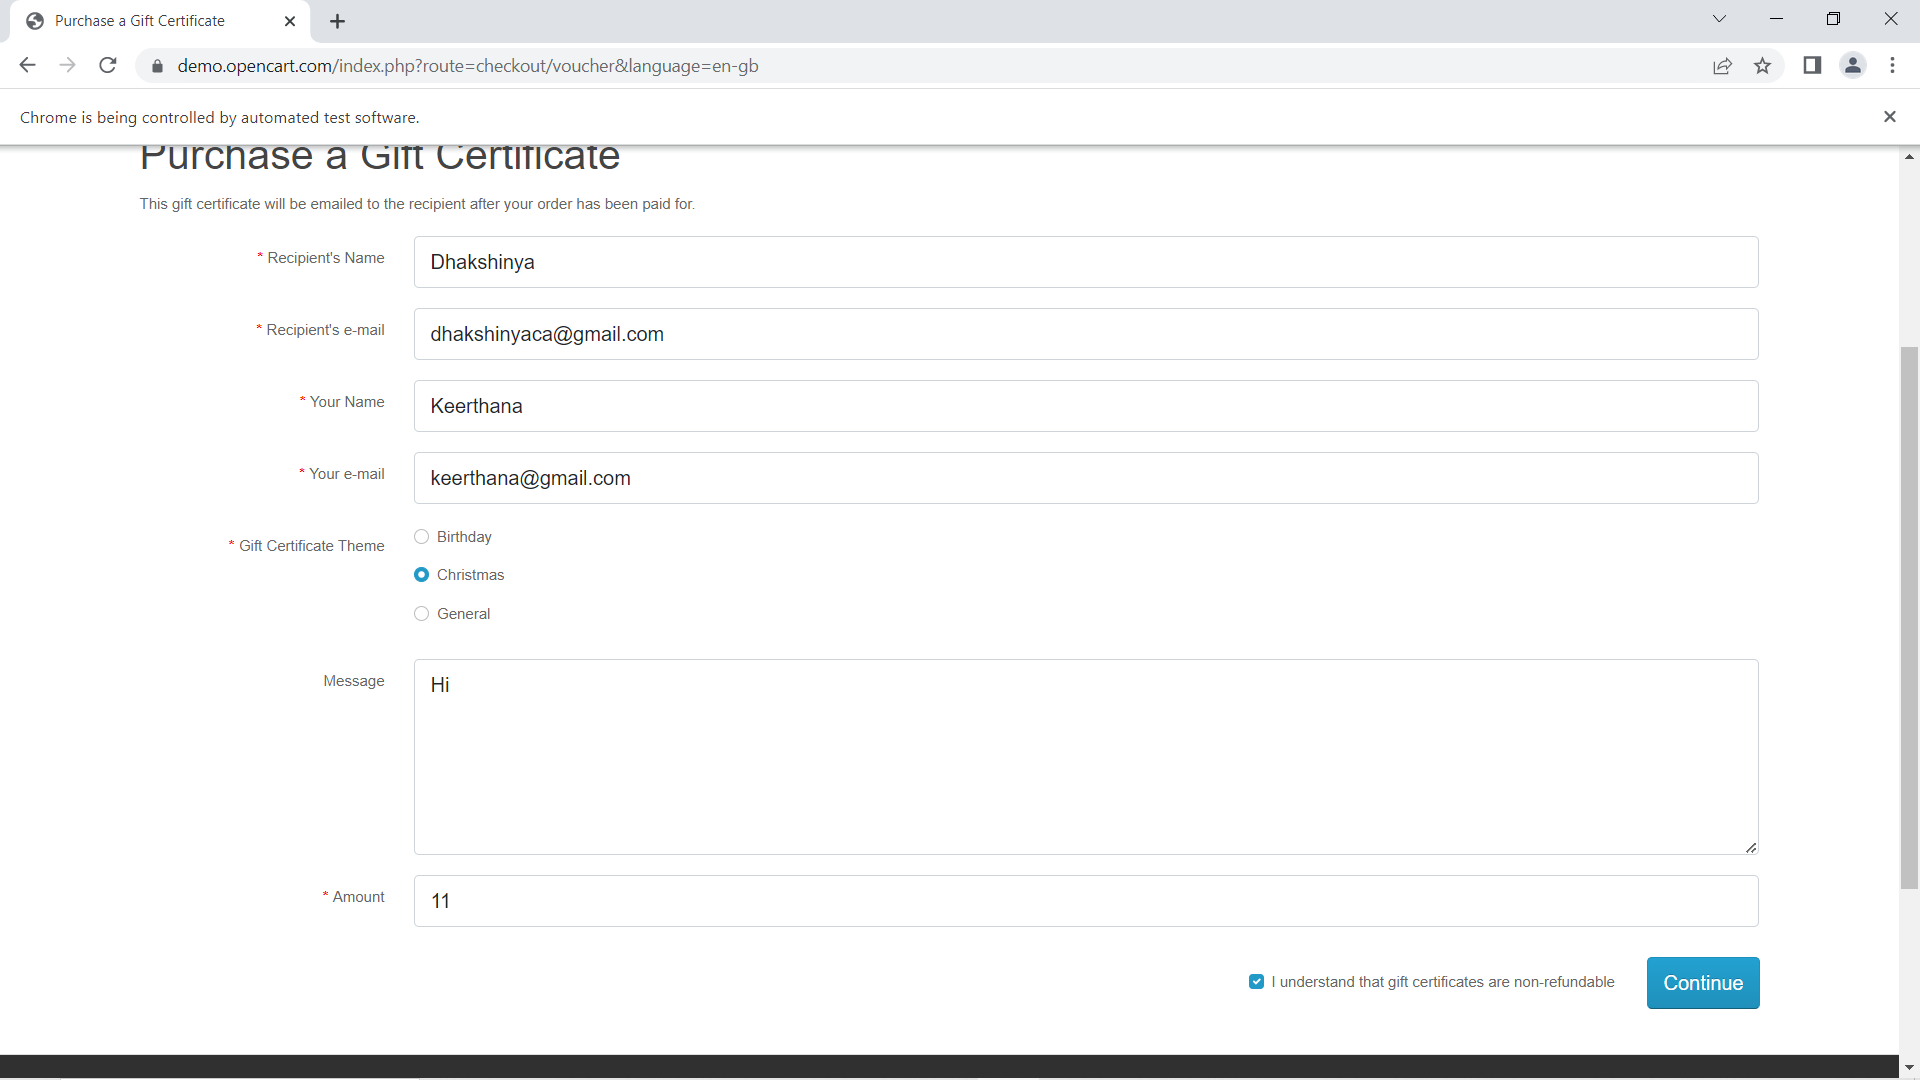 Purchase a Gift Certificate
demo.opencart.com/index.php?route=checkout/voucher&language=en-gb
Chrome is being controlled by automated test software.
Purchase a Gift Certificate
This gift certificate will be emailed to the recipient after your order has been paid for.
* Recipient's Name
Dhakshinya
* Recipient's e-mail
dhakshinyaca@gmail.com
* Your Name
Keerthana
* Your e-mail
keerthana@gmail.com
* Gift Certificate Theme
Birthday
Christmas
General
Message
Hi
* Amount
11
I understand that gift certificates are non-refundable
Continue